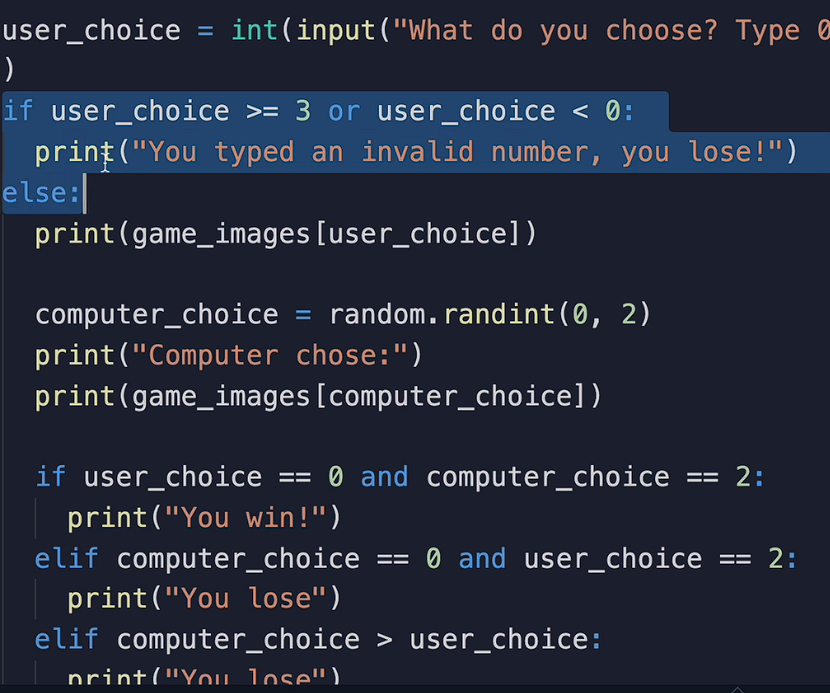 user_choice = int(input("What do you choose? Type 0
)
if user_choice >= 3 or user_choice < 0:
  print("You typed an invalid number, you lose!")
else:
  print(game_images[user_choice])

  computer_choice = random.randint(0, 2)
  print("Computer chose:")
  print(game_images[computer_choice])

  if user_choice == 0 and computer_choice == 2:
    print("You win!")
  elif computer_choice == 0 and user_choice == 2:
    print("You lose")
  elif computer_choice > user_choice:
    print("You lose")